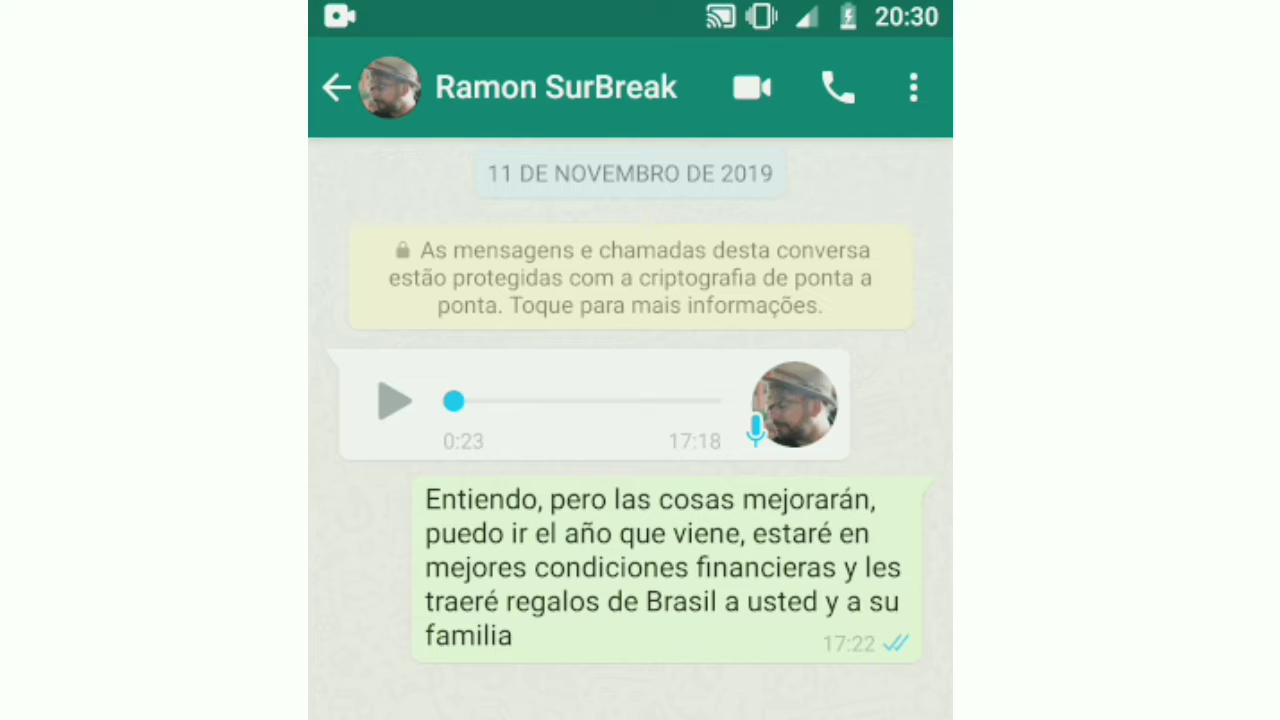 20:30
Ramon SurBreak
11 DE NOVEMBRO DE 2019
As mensagens e chamadas desta conversa
estão protegidas com a criptografia de ponta a
ponta. Toque para mais informações.
0:23 17:18
Entiendo, pero las cosas mejorarán,
puedo ir el año que viene, estaré en
mejores condiciones financieras y les
traeré regalos de Brasil a usted y a su
familia
17:22